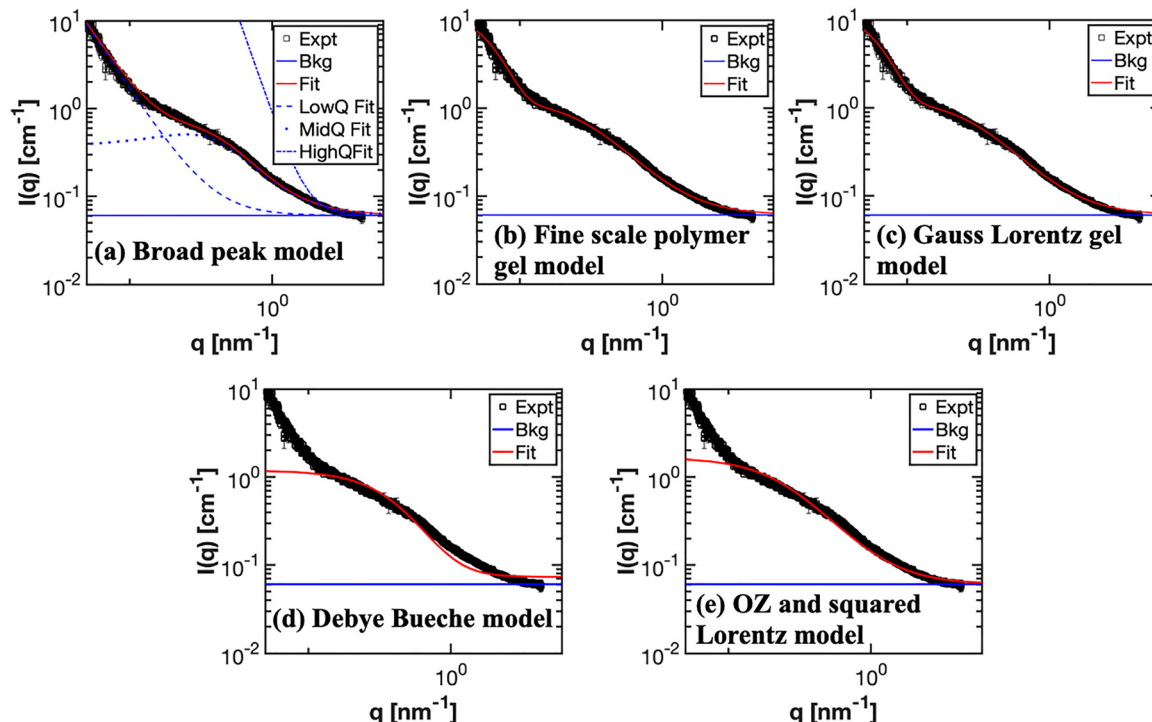 10^1
10^0
10^-1
10^-2
I(q) [cm^-1]
Expt
Bkg
Fit
LowQ Fit
MidQ Fit
HighQFit
(a) Broad peak model
10^0
q [nm^-1]
10^1
10^0
10^-1
10^-2
I(q) [cm^-1]
Expt
Bkg
Fit
(b) Fine scale polymer
gel model
10^0
q [nm^-1]
10^1
10^0
10^-1
10^-2
I(q) [cm^-1]
Expt
Bkg
Fit
(c) Gauss Lorentz gel
model
10^0
q [nm^-1]
10^1
10^0
10^-1
10^-2
I(q) [cm^-1]
Expt
Bkg
Fit
(d) Debye Bueche model
10^0
q [nm^-1]
10^1
10^0
10^-1
10^-2
I(q) [cm^-1]
Expt
Bkg
Fit
(e) OZ and squared
Lorentz model
10^0
q [nm^-1]